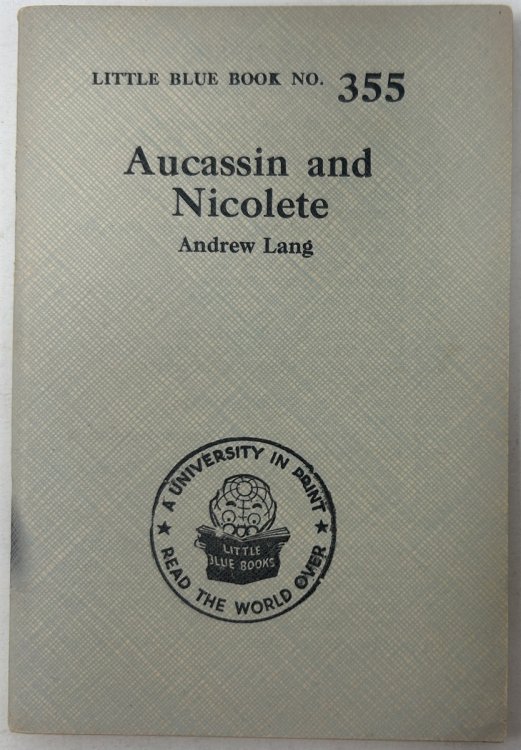 LITTLE BLUE BOOK NO. 355
Aucassin and
Nicolete
Andrew Lang
A UNIVERSITY IN PRINT
LITTLE
BLUE BOOKS
READ THE WORLD OVER